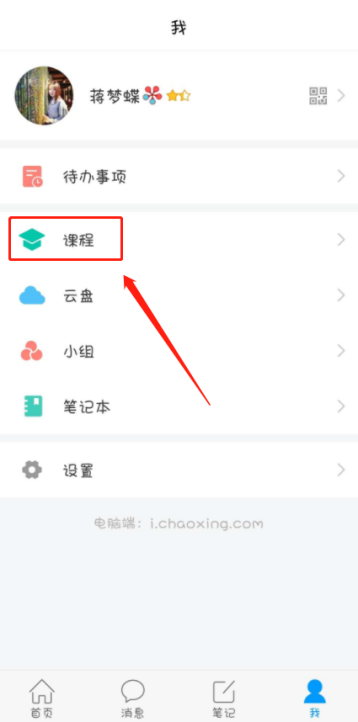 我
蒋梦蝶
待办事项
课程
云盘
小组
笔记本
设置
电脑端：i.chaoxing.com
首页 消息 笔记 我